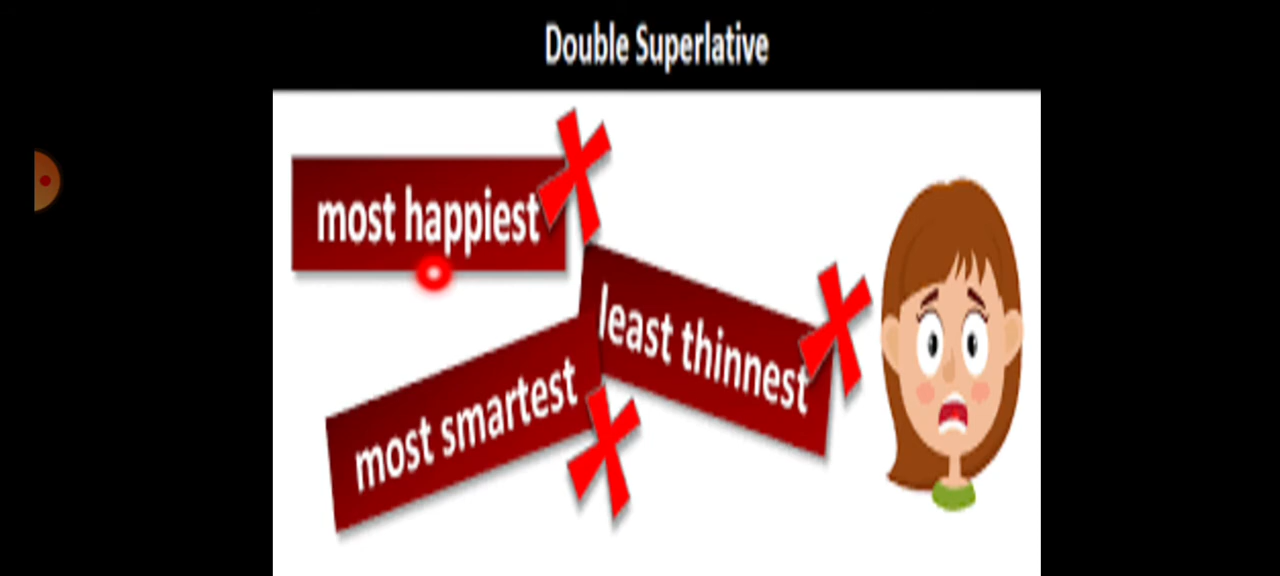 Double Superlative
most happiest
least thinnest
most smartest